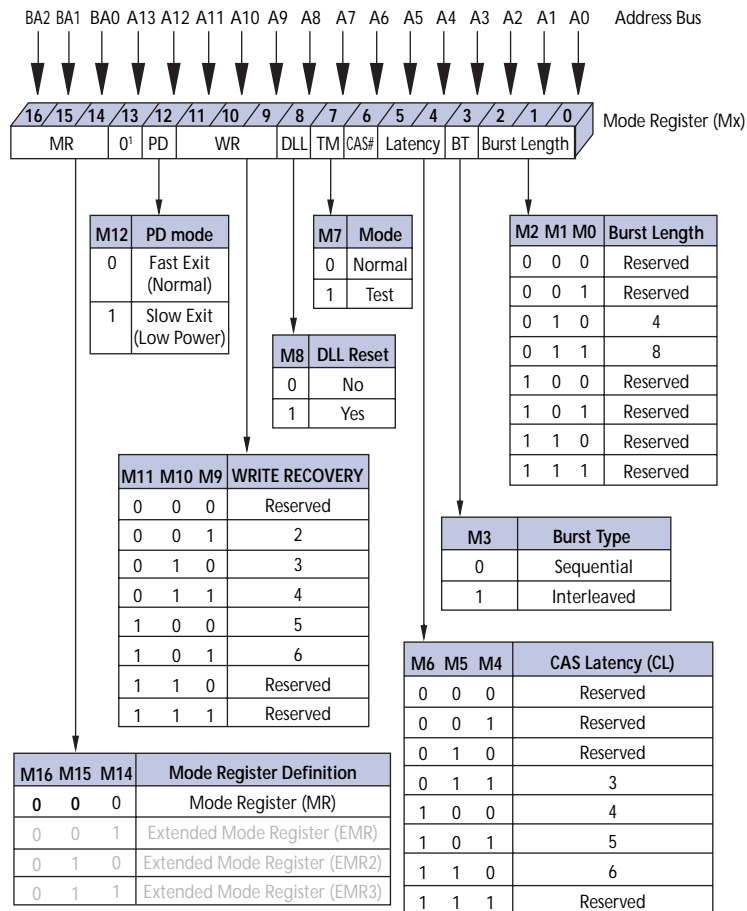 BA2 BA1 BA0 A13 A12 A11 A10 A9 A8 A7 A6 A5 A4 A3 A2 A1 A0 Address Bus
16 15 14 13 12 11 10 9 8 7 6 5 4 3 2 1 0
Mode Register (Mx)
MR 0¹ PD WR DLL TM CAS# Latency BT Burst Length
M12 PD mode
0 Fast Exit
(Normal)
1 Slow Exit
(Low Power)
M7 Mode
0 Normal
1 Test
M2 M1 M0 Burst Length
0 0 0 Reserved
0 0 1 Reserved
0 1 0 4
0 1 1 8
1 0 0 Reserved
1 0 1 Reserved
1 1 0 Reserved
1 1 1 Reserved
M8 DLL Reset
0 No
1 Yes
M11 M10 M9 WRITE RECOVERY
0 0 0 Reserved
0 0 1 2
0 1 0 3
0 1 1 4
1 0 0 5
1 0 1 6
1 1 0 Reserved
1 1 1 Reserved
M3 Burst Type
0 Sequential
1 Interleaved
M6 M5 M4 CAS Latency (CL)
0 0 0 Reserved
0 0 1 Reserved
0 1 0 Reserved
0 1 1 3
1 0 0 4
1 0 1 5
1 1 0 6
1 1 1 Reserved
M16 M15 M14 Mode Register Definition
0 0 0 Mode Register (MR)
0 0 1 Extended Mode Register (EMR)
0 1 0 Extended Mode Register (EMR2)
0 1 1 Extended Mode Register (EMR3)